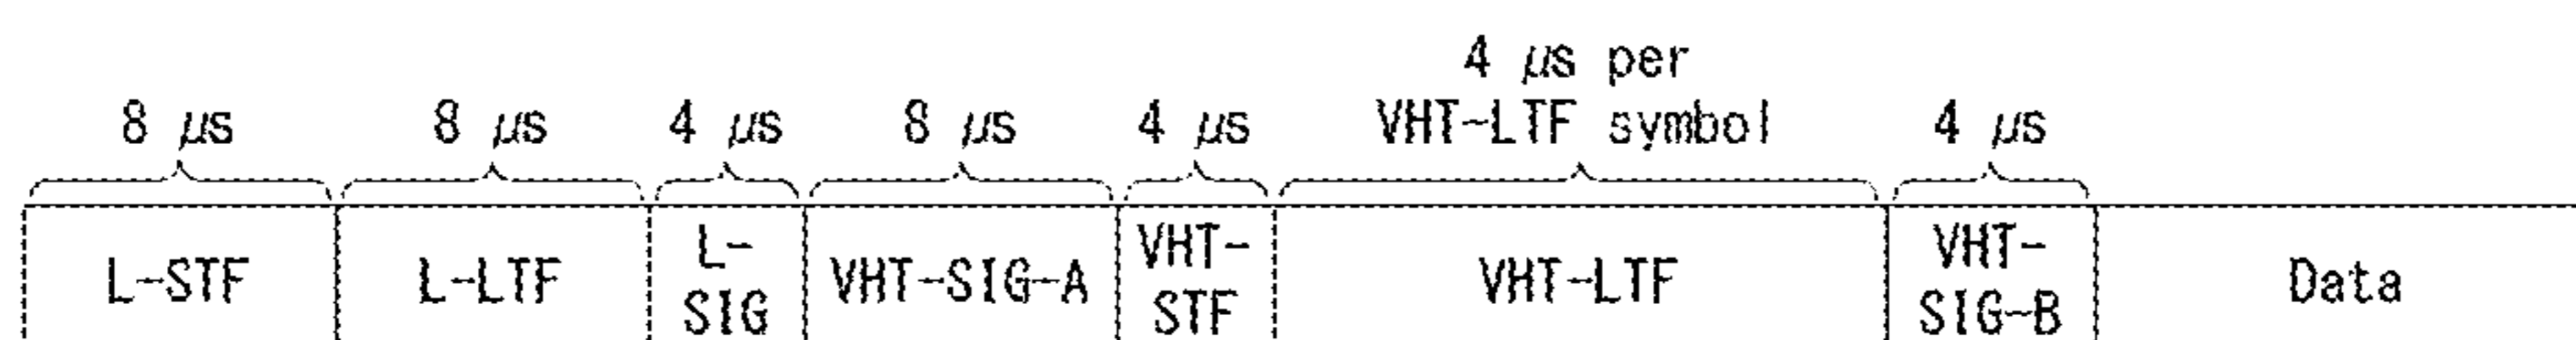 4 μs per
8 μs 8 μs 4 μs 8 μs 4 μs VHT-LTF symbol 4 μs
L-STF L-LTF L-SIG VHT-SIG-A VHT-STF VHT-LTF VHT-SIG-B Data